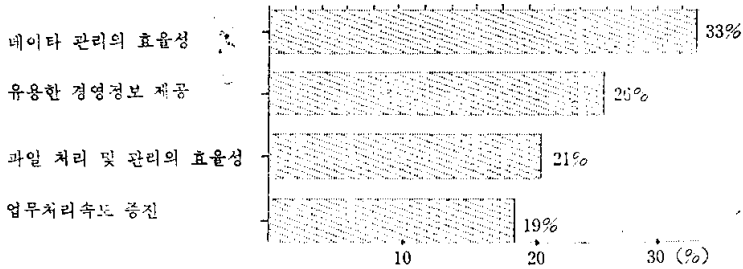 데이타 관리의 효율성 33%
유용한 경영정보 제공 26%
파일 처리 및 관리의 효율성 21%
업무처리속도 증진 19%
10 20 30 (%)